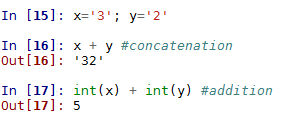 In [15]: x='3'; y='2'
In [16]: x + y #concatenation
Out[16]: '32'
In [17]: int(x) + int(y) #addition
Out[17]: 5